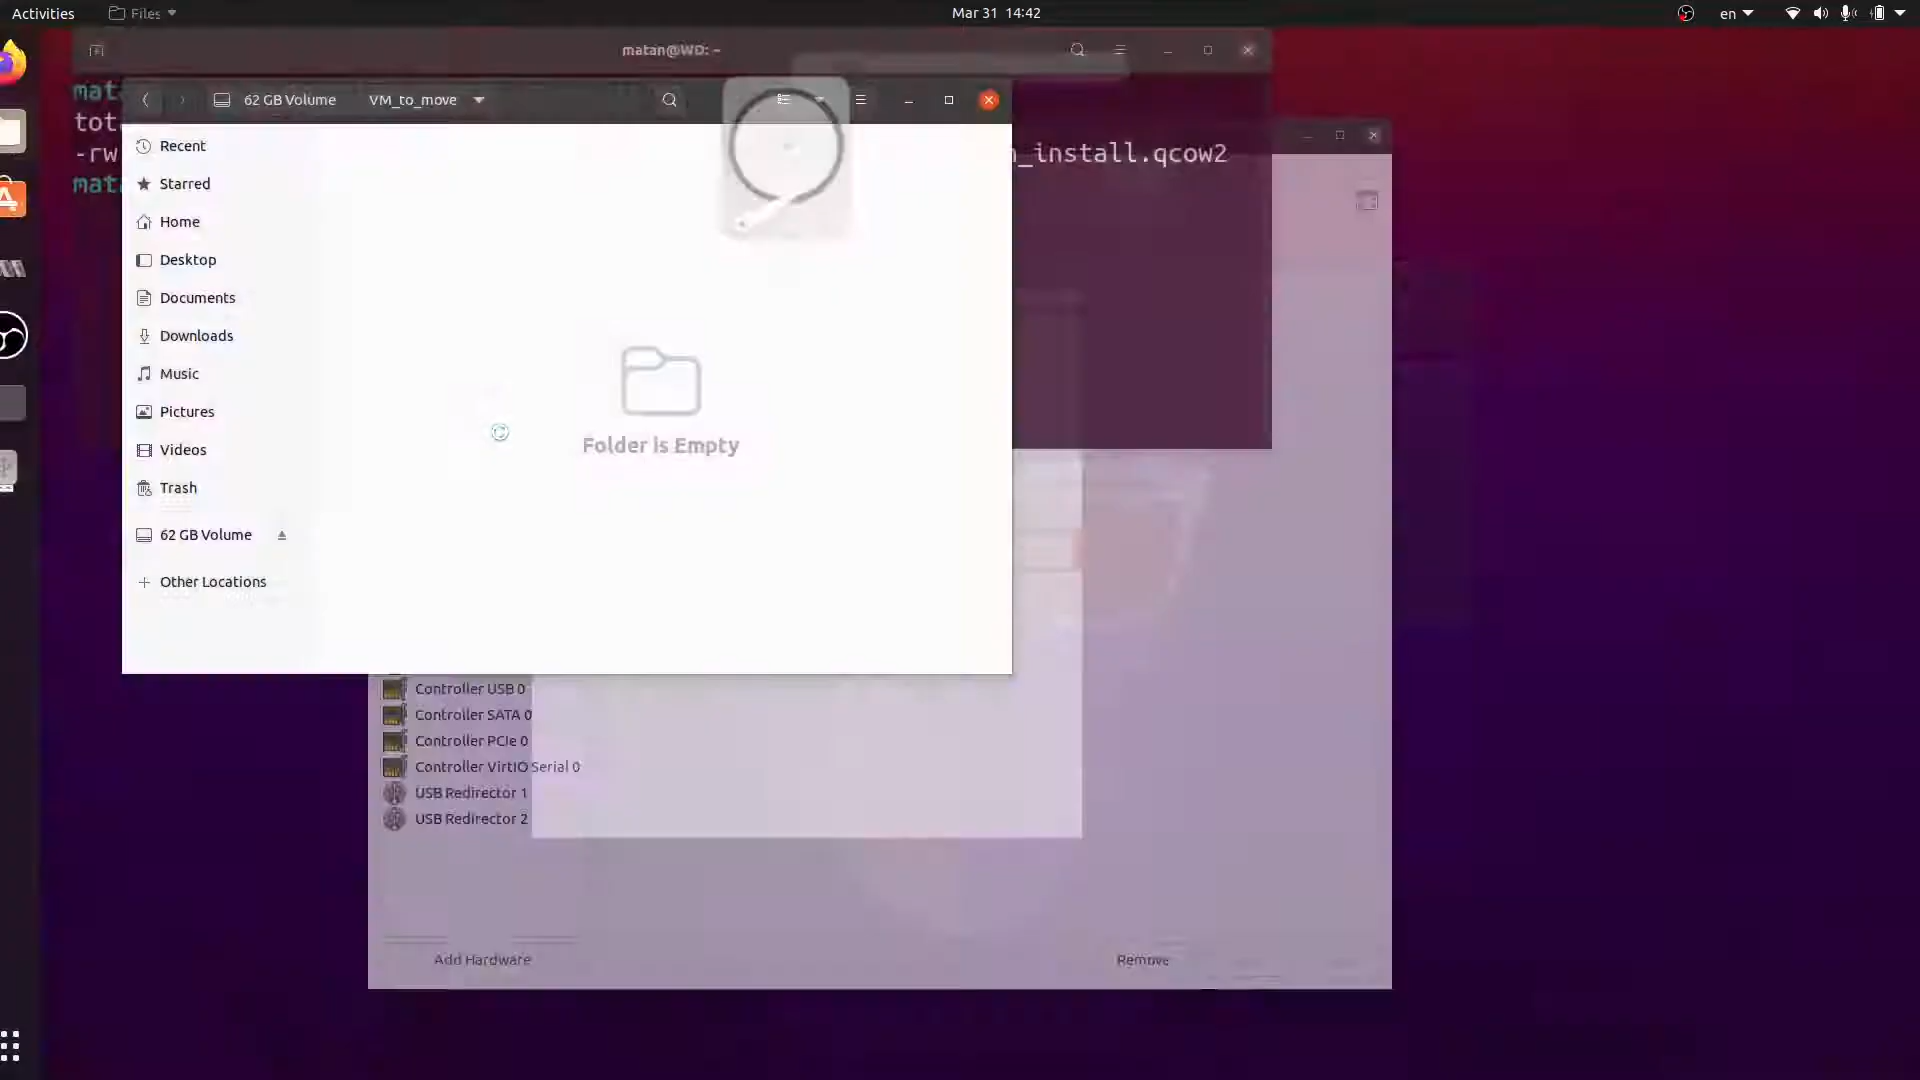 Activities
Files
Mar 31 14:42
en
matan@WD: ~
mat
tot
-rw
n_install.qcow2
mat
62 GB Volume
VM_to_move
Recent
Starred
Home
Desktop
Documents
Downloads
Music
Pictures
Videos
Trash
62 GB Volume
Other Locations
Folder is Empty
Controller USB 0
Controller SATA 0
Controller PCIe 0
Controller VirtIO Serial 0
USB Redirector 1
USB Redirector 2
Add Hardware
Remove